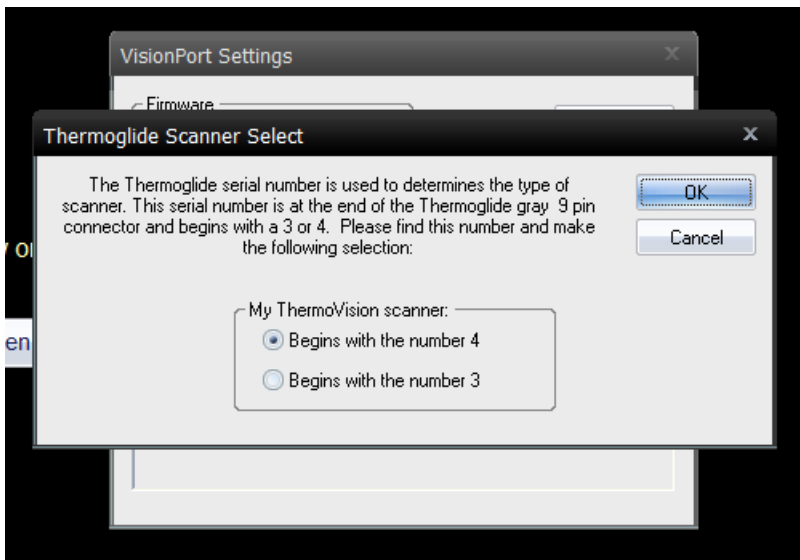 VisionPort Settings
x
Firmware
Thermoglide Scanner Select
x
The Thermoglide serial number is used to determines the type of
scanner. This serial number is at the end of the Thermoglide gray 9 pin
connector and begins with a 3 or 4. Please find this number and make
the following selection:
OK
Cancel
My ThermoVision scanner:
Begins with the number 4
Begins with the number 3
en